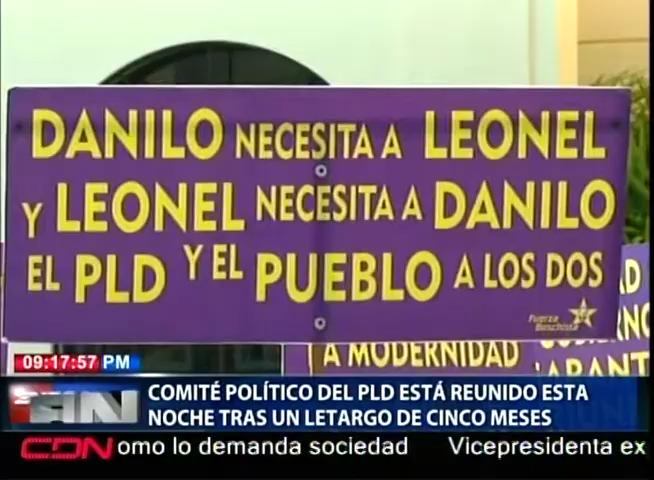 DANILO NECESITA A LEONEL
Y LEONEL NECESITA A DANILO
EL PLD Y EL PUEBLO A LOS DOS
Fuerza
Boschista
A MODERNIDAD
09:17:57 PM
FIN
COMITÉ POLÍTICO DEL PLD ESTÁ REUNIDO ESTA
NOCHE TRAS UN LETARGO DE CINCO MESES
CDN omo lo demanda sociedad Vicepresidenta ex